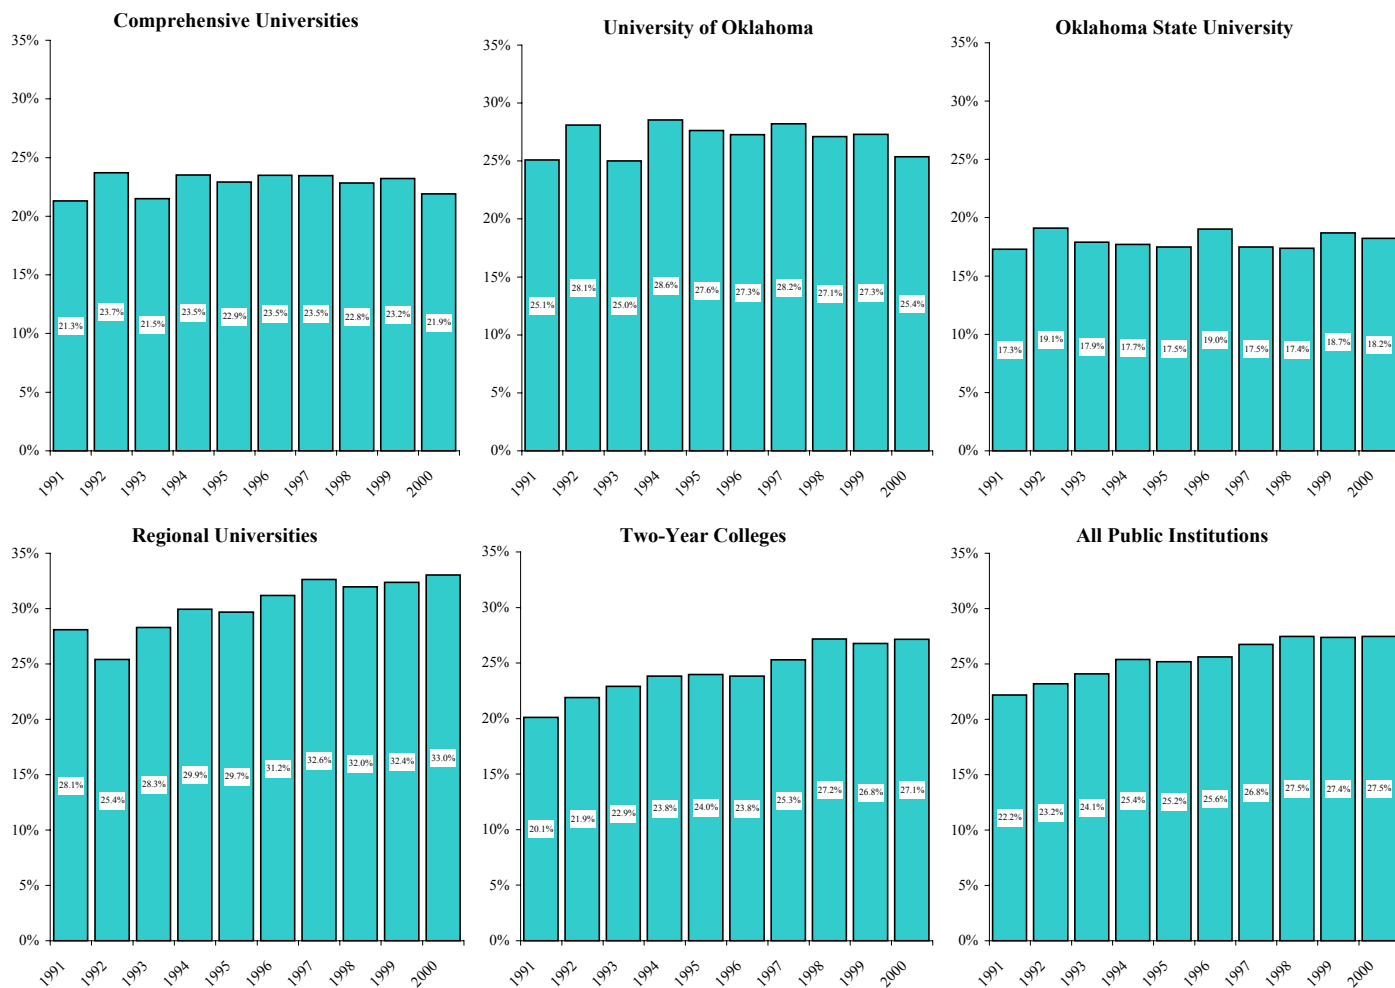 Comprehensive Universities
35%
30%
25%
20%
15%
10%
5%
0%
21.3% 23.7% 21.5% 23.5% 22.9% 23.5% 23.5% 22.8% 23.2% 21.9%
1991 1992 1993 1994 1995 1996 1997 1998 1999 2000
University of Oklahoma
35%
30%
25%
20%
15%
10%
5%
0%
25.1% 28.1% 25.0% 28.6% 27.6% 27.3% 28.2% 27.1% 27.3% 25.4%
1991 1992 1993 1994 1995 1996 1997 1998 1999 2000
Oklahoma State University
35%
30%
25%
20%
15%
10%
5%
0%
17.3% 19.1% 17.9% 17.7% 17.5% 19.0% 17.5% 17.4% 18.7% 18.2%
1991 1992 1993 1994 1995 1996 1997 1998 1999 2000
Regional Universities
35%
30%
25%
20%
15%
10%
5%
0%
28.1% 25.4% 28.3% 29.9% 29.7% 31.2% 32.6% 32.0% 32.4% 33.0%
1991 1992 1993 1994 1995 1996 1997 1998 1999 2000
Two-Year Colleges
35%
30%
25%
20%
15%
10%
5%
0%
20.1% 21.9% 22.9% 23.8% 24.0% 23.8% 25.3% 27.2% 26.8% 27.1%
1991 1992 1993 1994 1995 1996 1997 1998 1999 2000
All Public Institutions
35%
30%
25%
20%
15%
10%
5%
0%
22.2% 23.2% 24.1% 25.4% 25.2% 25.6% 26.8% 27.5% 27.4% 27.5%
1991 1992 1993 1994 1995 1996 1997 1998 1999 2000